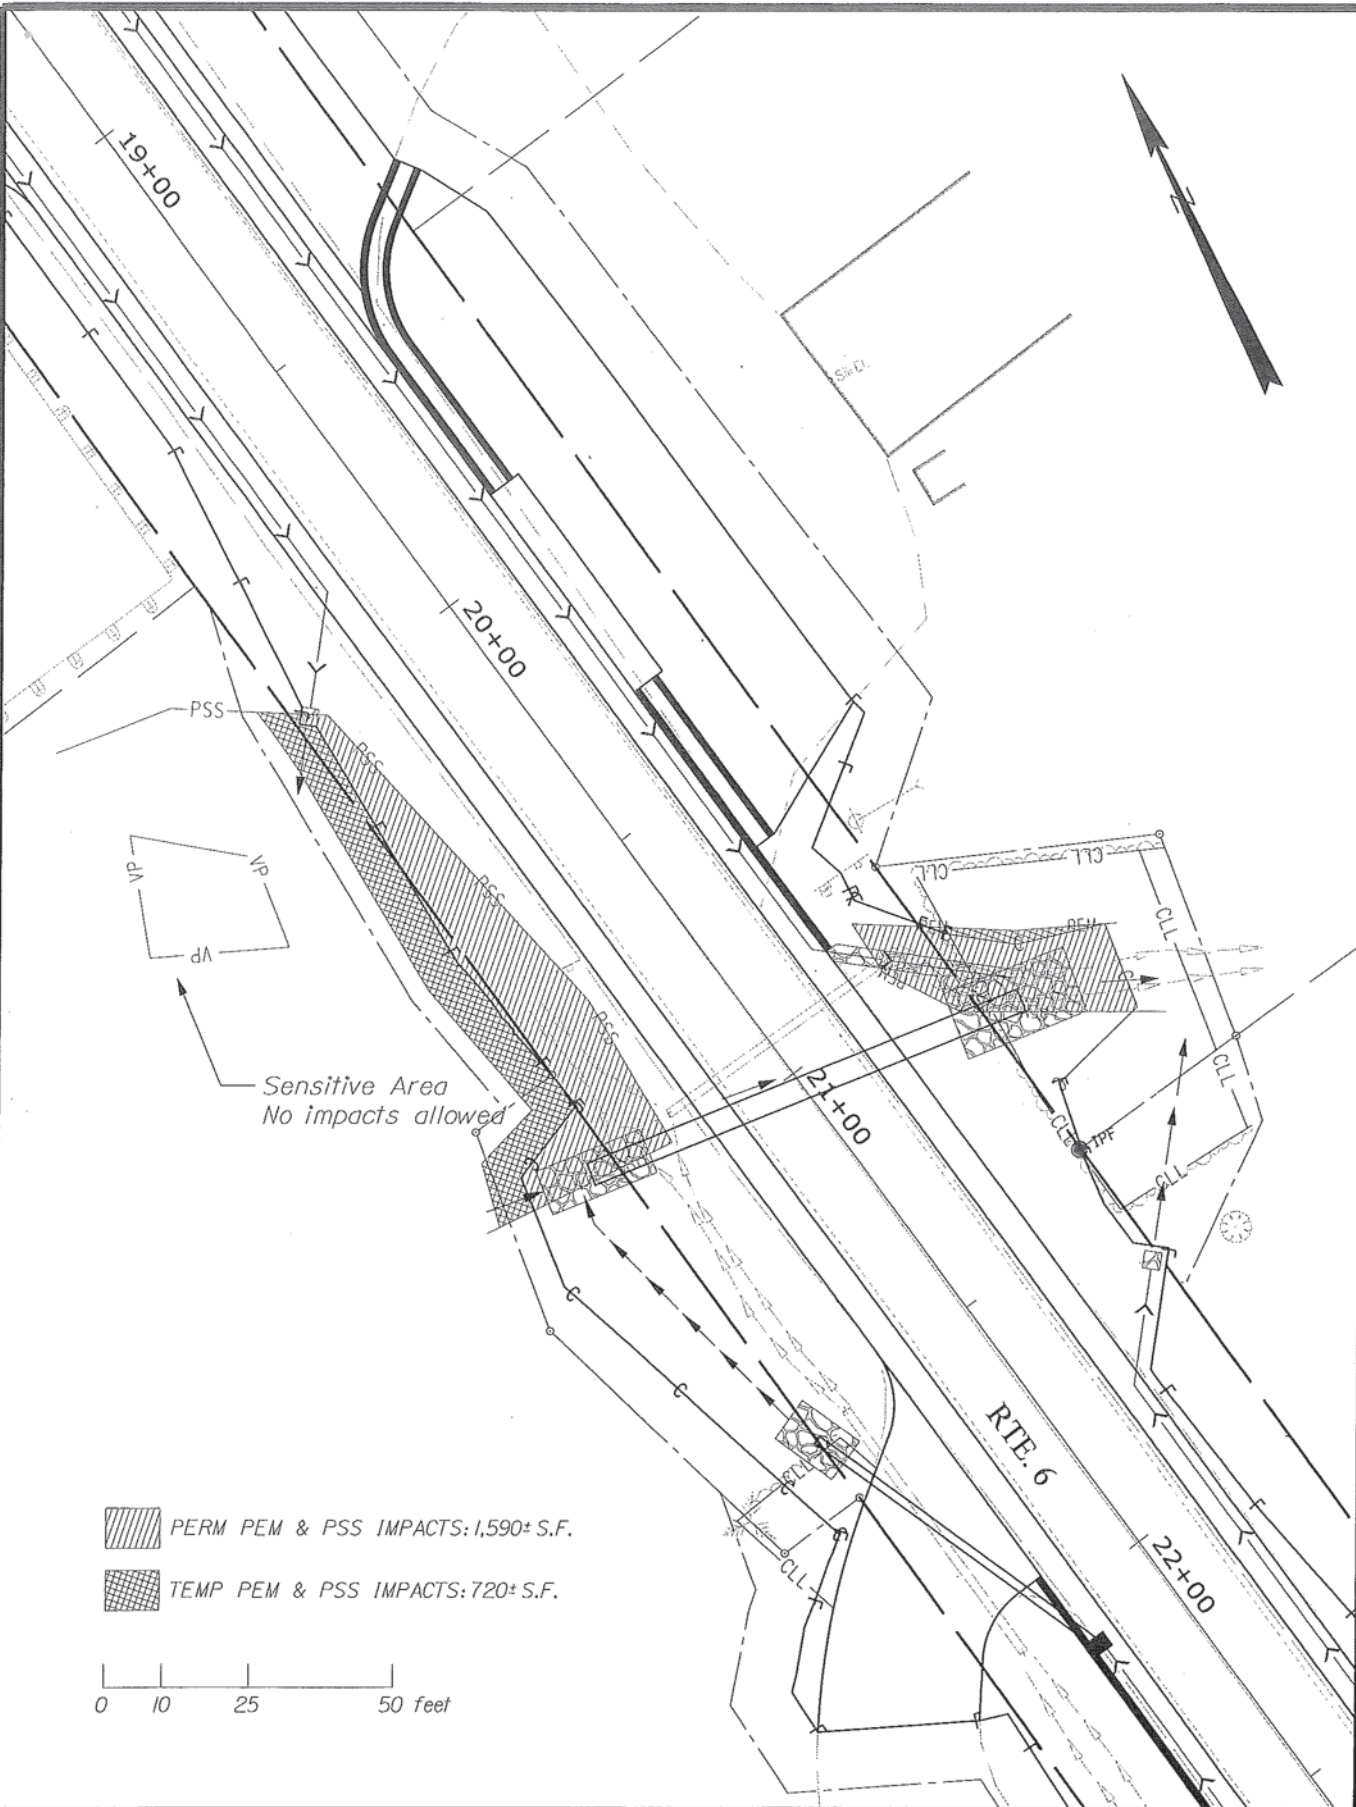 19+00
20+00
PSS
PSS
PSS
PSS
VP
VP
VP
Sensitive Area
No impacts allowed
CLL
CLL
CLL
CLL
CLL
PEM
IPF
21+00
RTE. 6
22+00
CLL
PERM PEM & PSS IMPACTS: 1,590± S.F.
TEMP PEM & PSS IMPACTS: 720± S.F.
0 10 25 50 feet